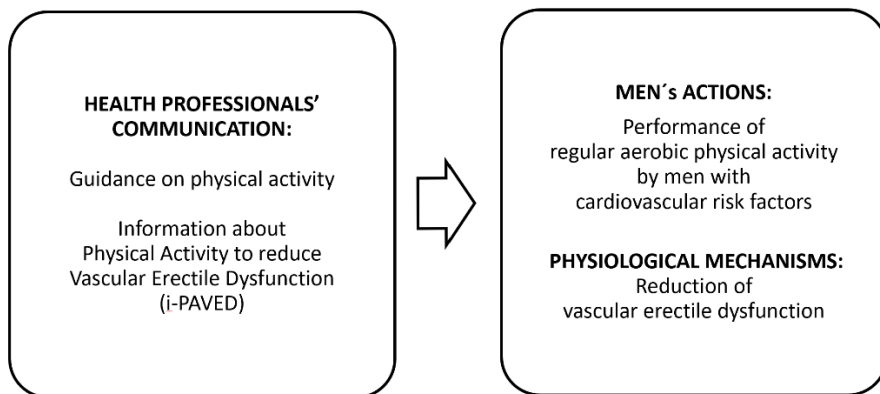 HEALTH PROFESSIONALS’
COMMUNICATION:
Guidance on physical activity
Information about
Physical Activity to reduce
Vascular Erectile Dysfunction
(i-PAVED)
MEN´s ACTIONS:
Performance of
regular aerobic physical activity
by men with
cardiovascular risk factors
PHYSIOLOGICAL MECHANISMS:
Reduction of
vascular erectile dysfunction